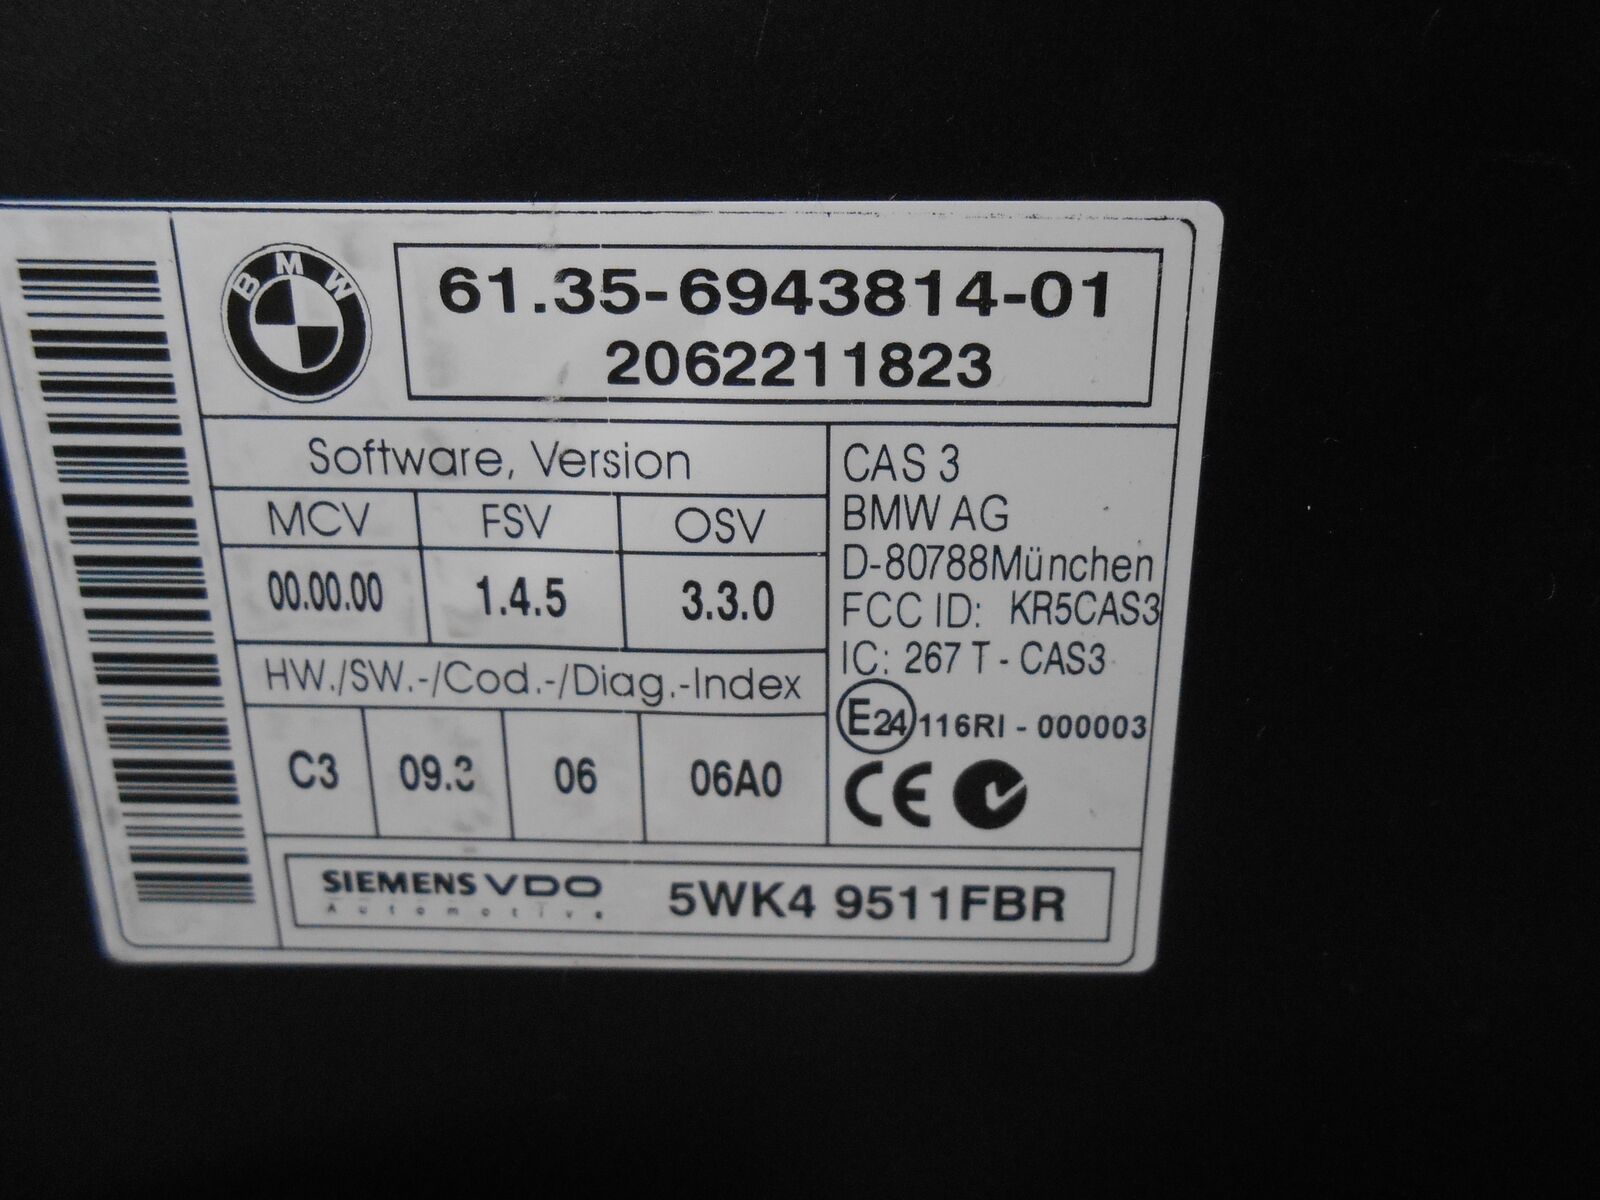 BMW
61.35-6943814-01
2062211823
Software, Version
MCV FSV OSV
00.00.00 1.4.5 3.3.0
HW./SW.-/Cod.-/Diag.-Index
C3 06 06A0
CAS 3
BMW AG
D-80788München
FCC ID: KR5CAS3
IC: 267 T - CAS3
E24 116RI - 000003
CE
SIEMENS VDO
Automotive
5WK4 9511FBR